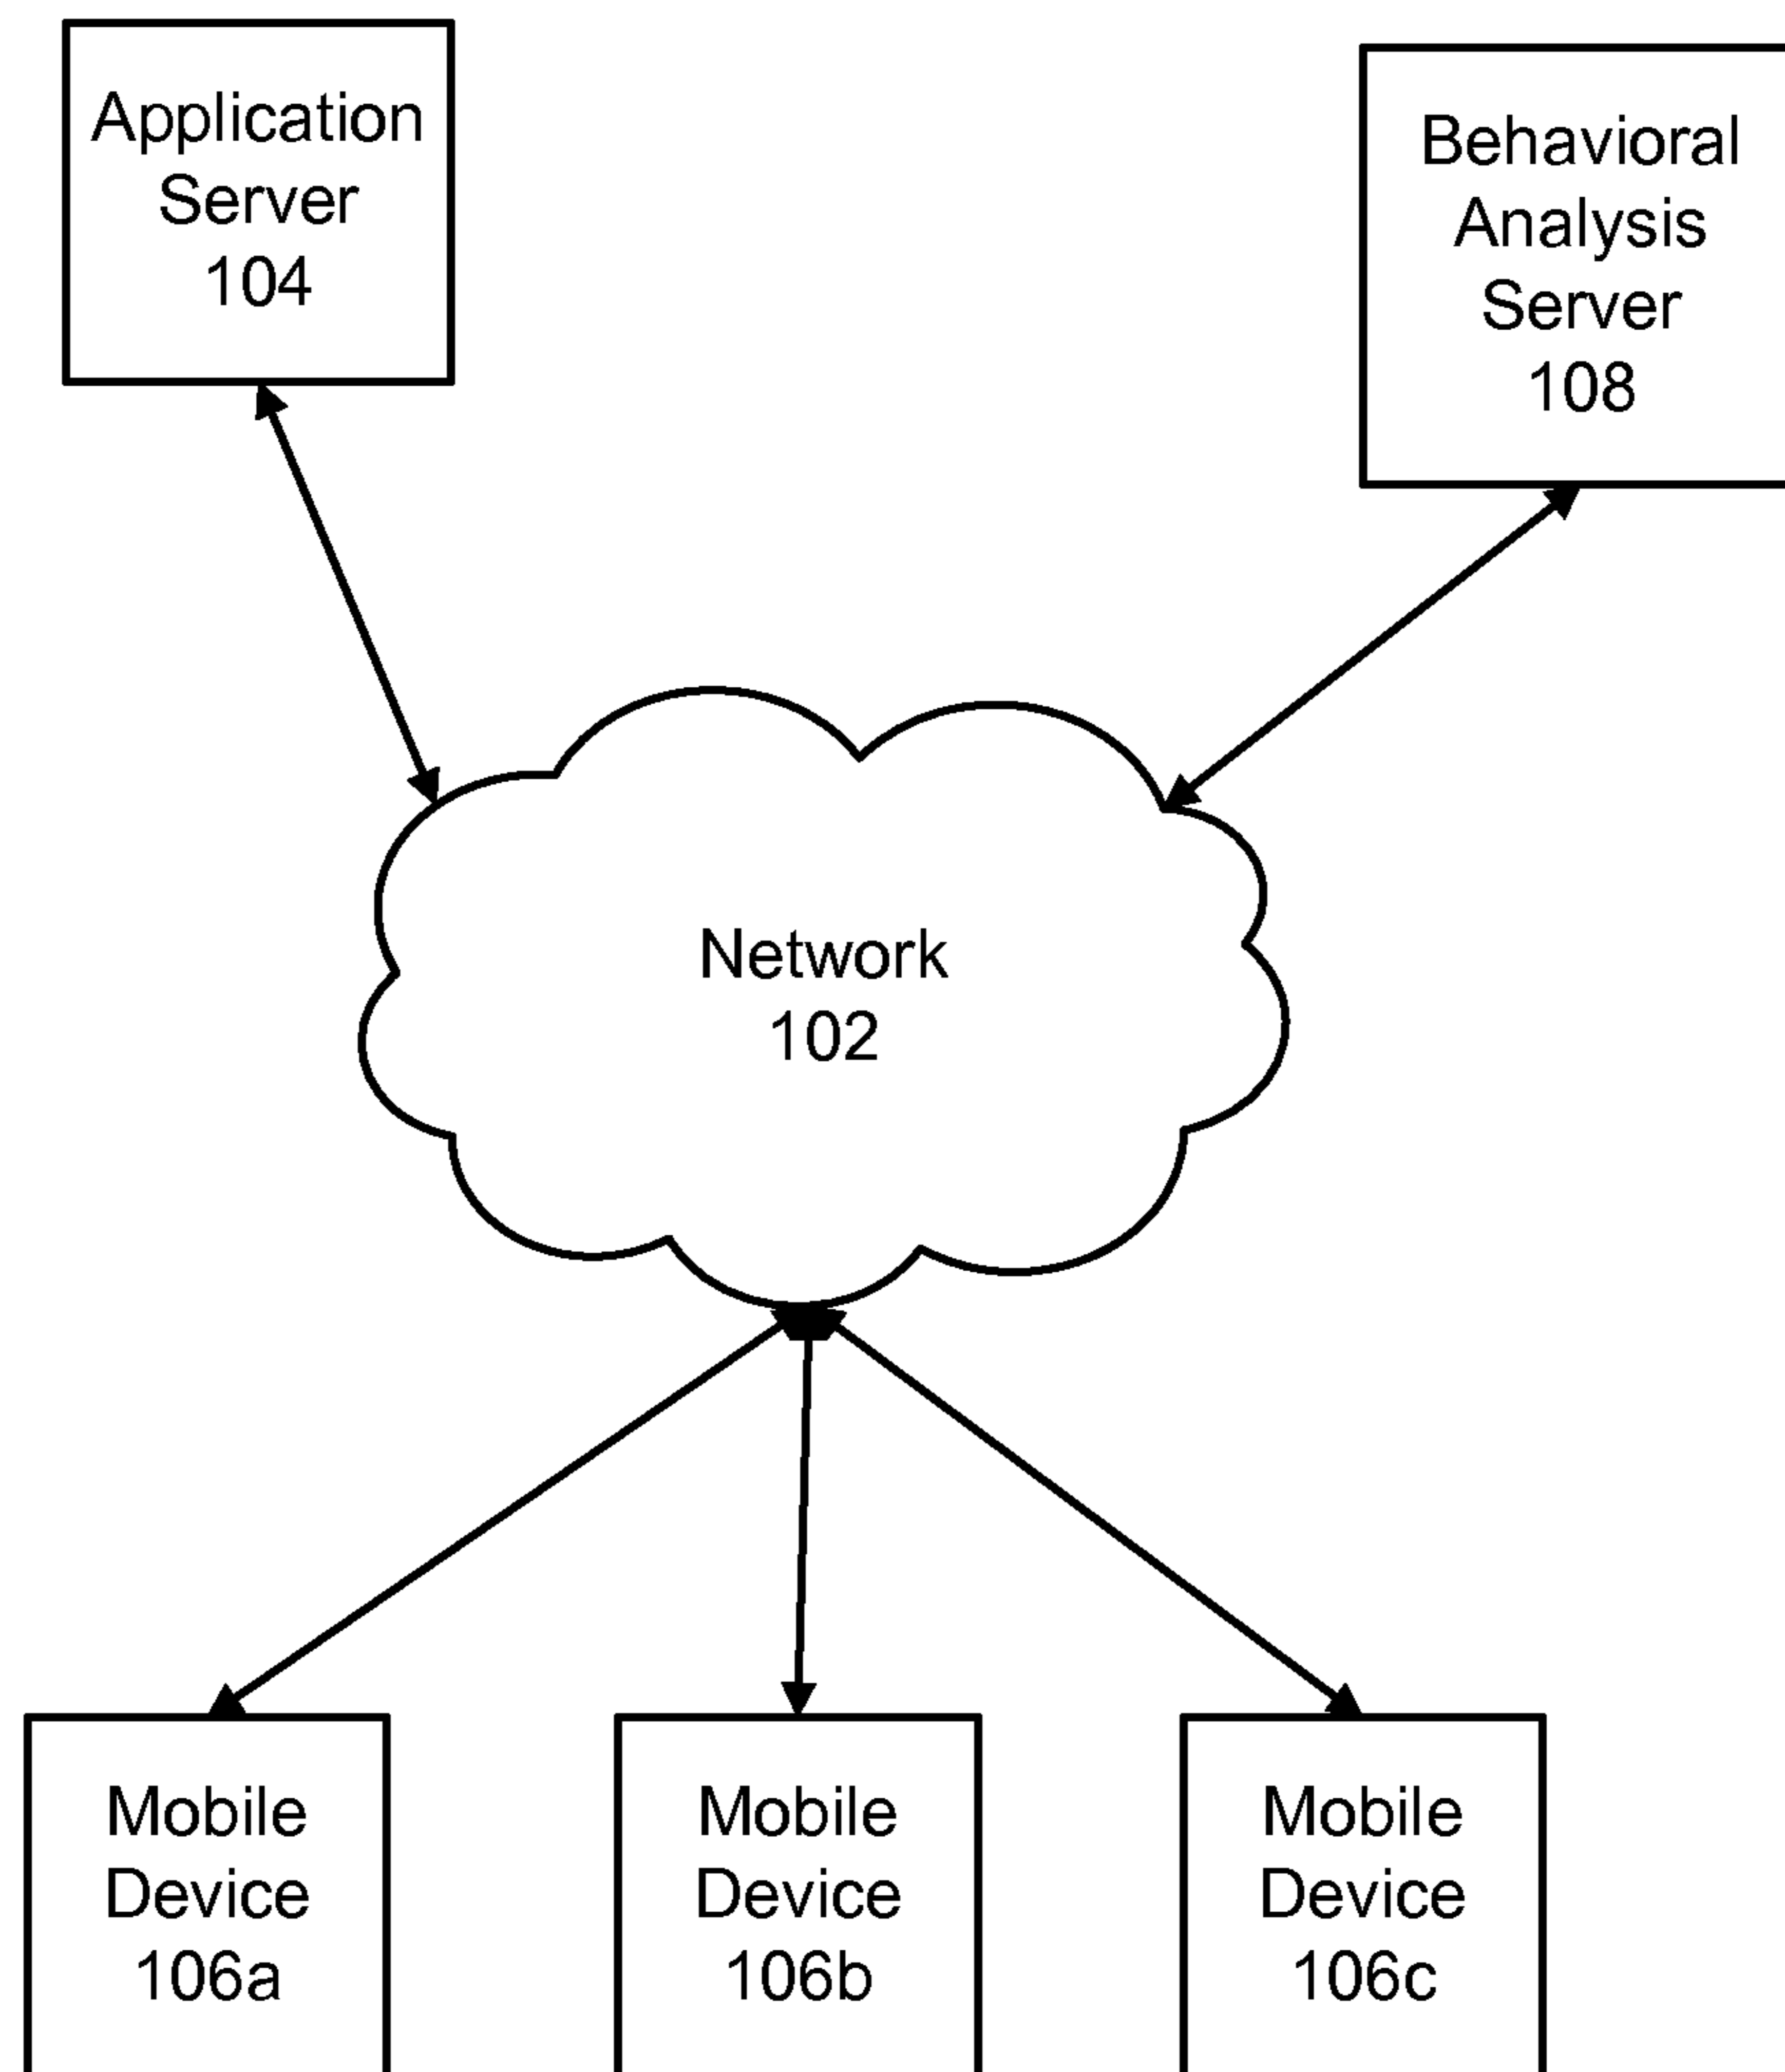 Application
Server
104
Behavioral
Analysis
Server
108
Network
102
Mobile
Device
106a
Mobile
Device
106b
Mobile
Device
106c